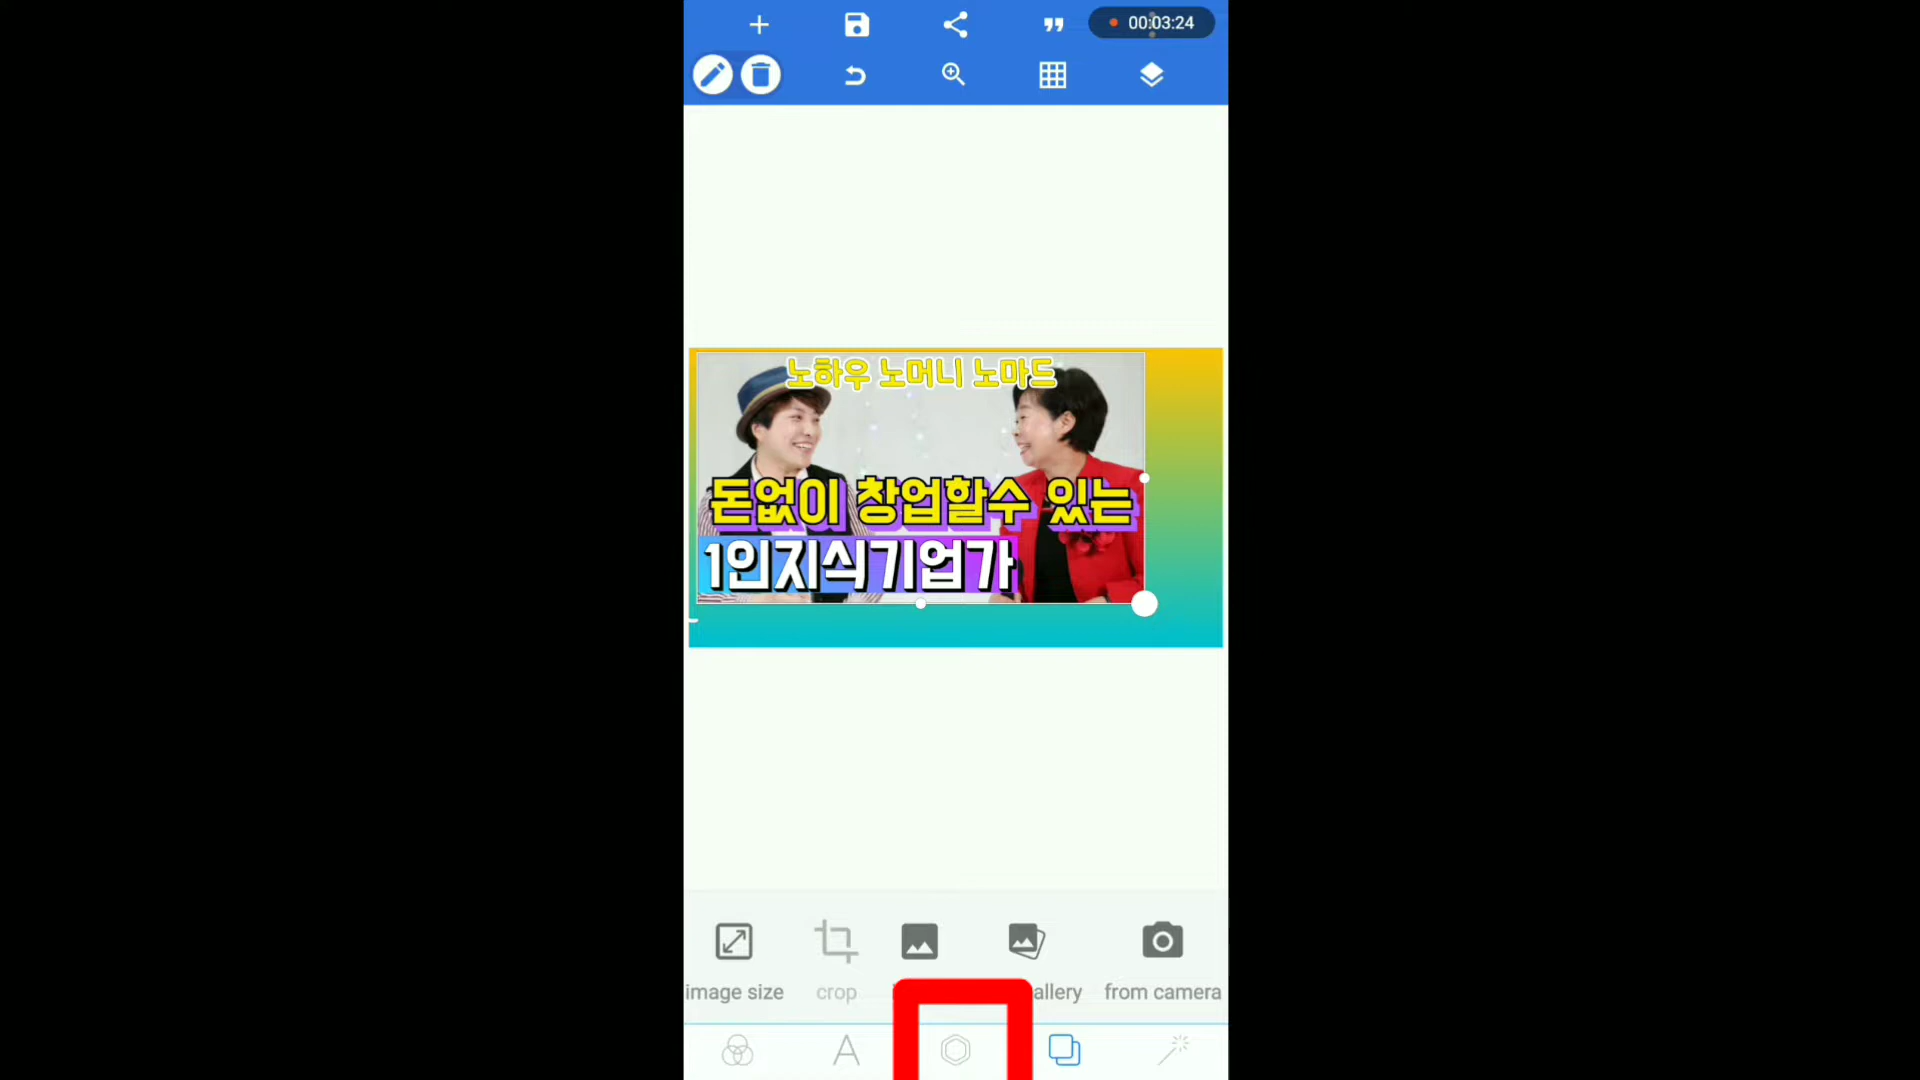 00:03:24
노하우 노머니 노마드
돈없이 창업할수 있는
1인지식기업가
image size
crop
allery
from camera